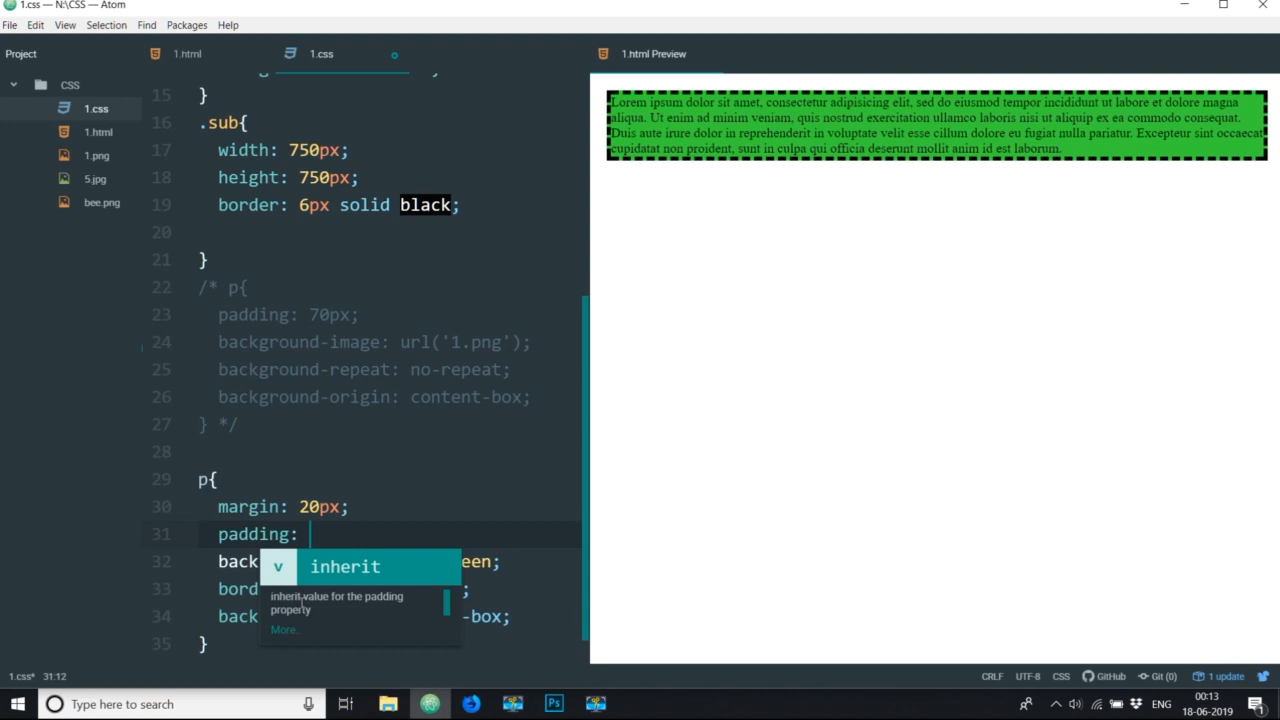 1.css — N:\CSS — Atom
File Edit View Selection Find Packages Help
Project
1.html
1.css
1.html Preview
CSS
1.css
1.html
1.png
5.jpg
bee.png
15 }
16 .sub{
17 width: 750px;
18 height: 750px;
19 border: 6px solid black;
20
21 }
22 /* p{
23 padding: 70px;
24 background-image: url('1.png');
25 background-repeat: no-repeat;
26 background-origin: content-box;
27 } */
28
29 p{
30 margin: 20px;
31 padding:
32 back een;
33 bord ;
34 back -box;
35 }
v inherit
inherit value for the padding
property
More..
Lorem ipsum dolor sit amet, consectetur adipisicing elit, sed do eiusmod tempor incididunt ut labore et dolore magna
aliqua. Ut enim ad minim veniam, quis nostrud exercitation ullamco laboris nisi ut aliquip ex ea commodo consequat.
Duis aute irure dolor in reprehenderit in voluptate velit esse cillum dolore eu fugiat nulla pariatur. Excepteur sint occaecat
cupidatat non proident, sunt in culpa qui officia deserunt mollit anim id est laborum.
1.css* 31:12
CRLF UTF-8 CSS GitHub Git (0) 1 update
Type here to search
Ps
ENG
00:13
18-06-2019
1